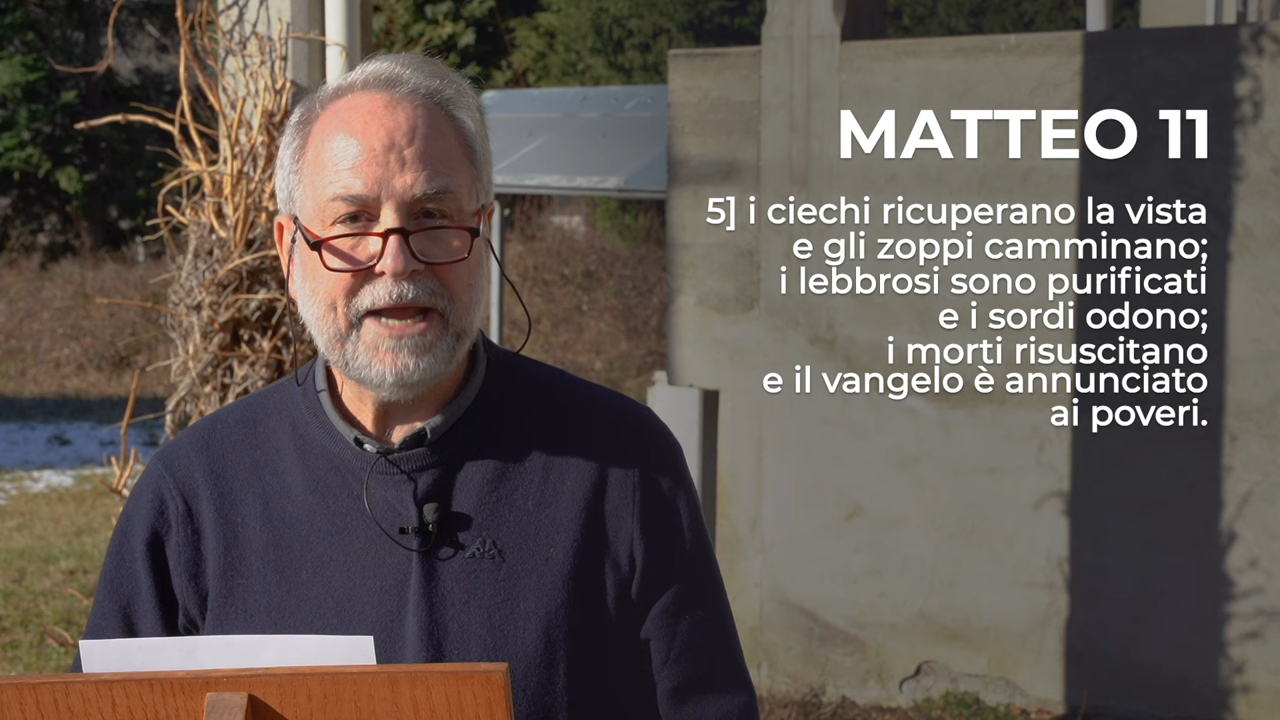 MATTEO 11
5] i ciechi ricuperano la vista
e gli zoppi camminano;
i lebbrosi sono purificati
e i sordi odono;
i morti risuscitano
e il vangelo è annunciato
ai poveri.